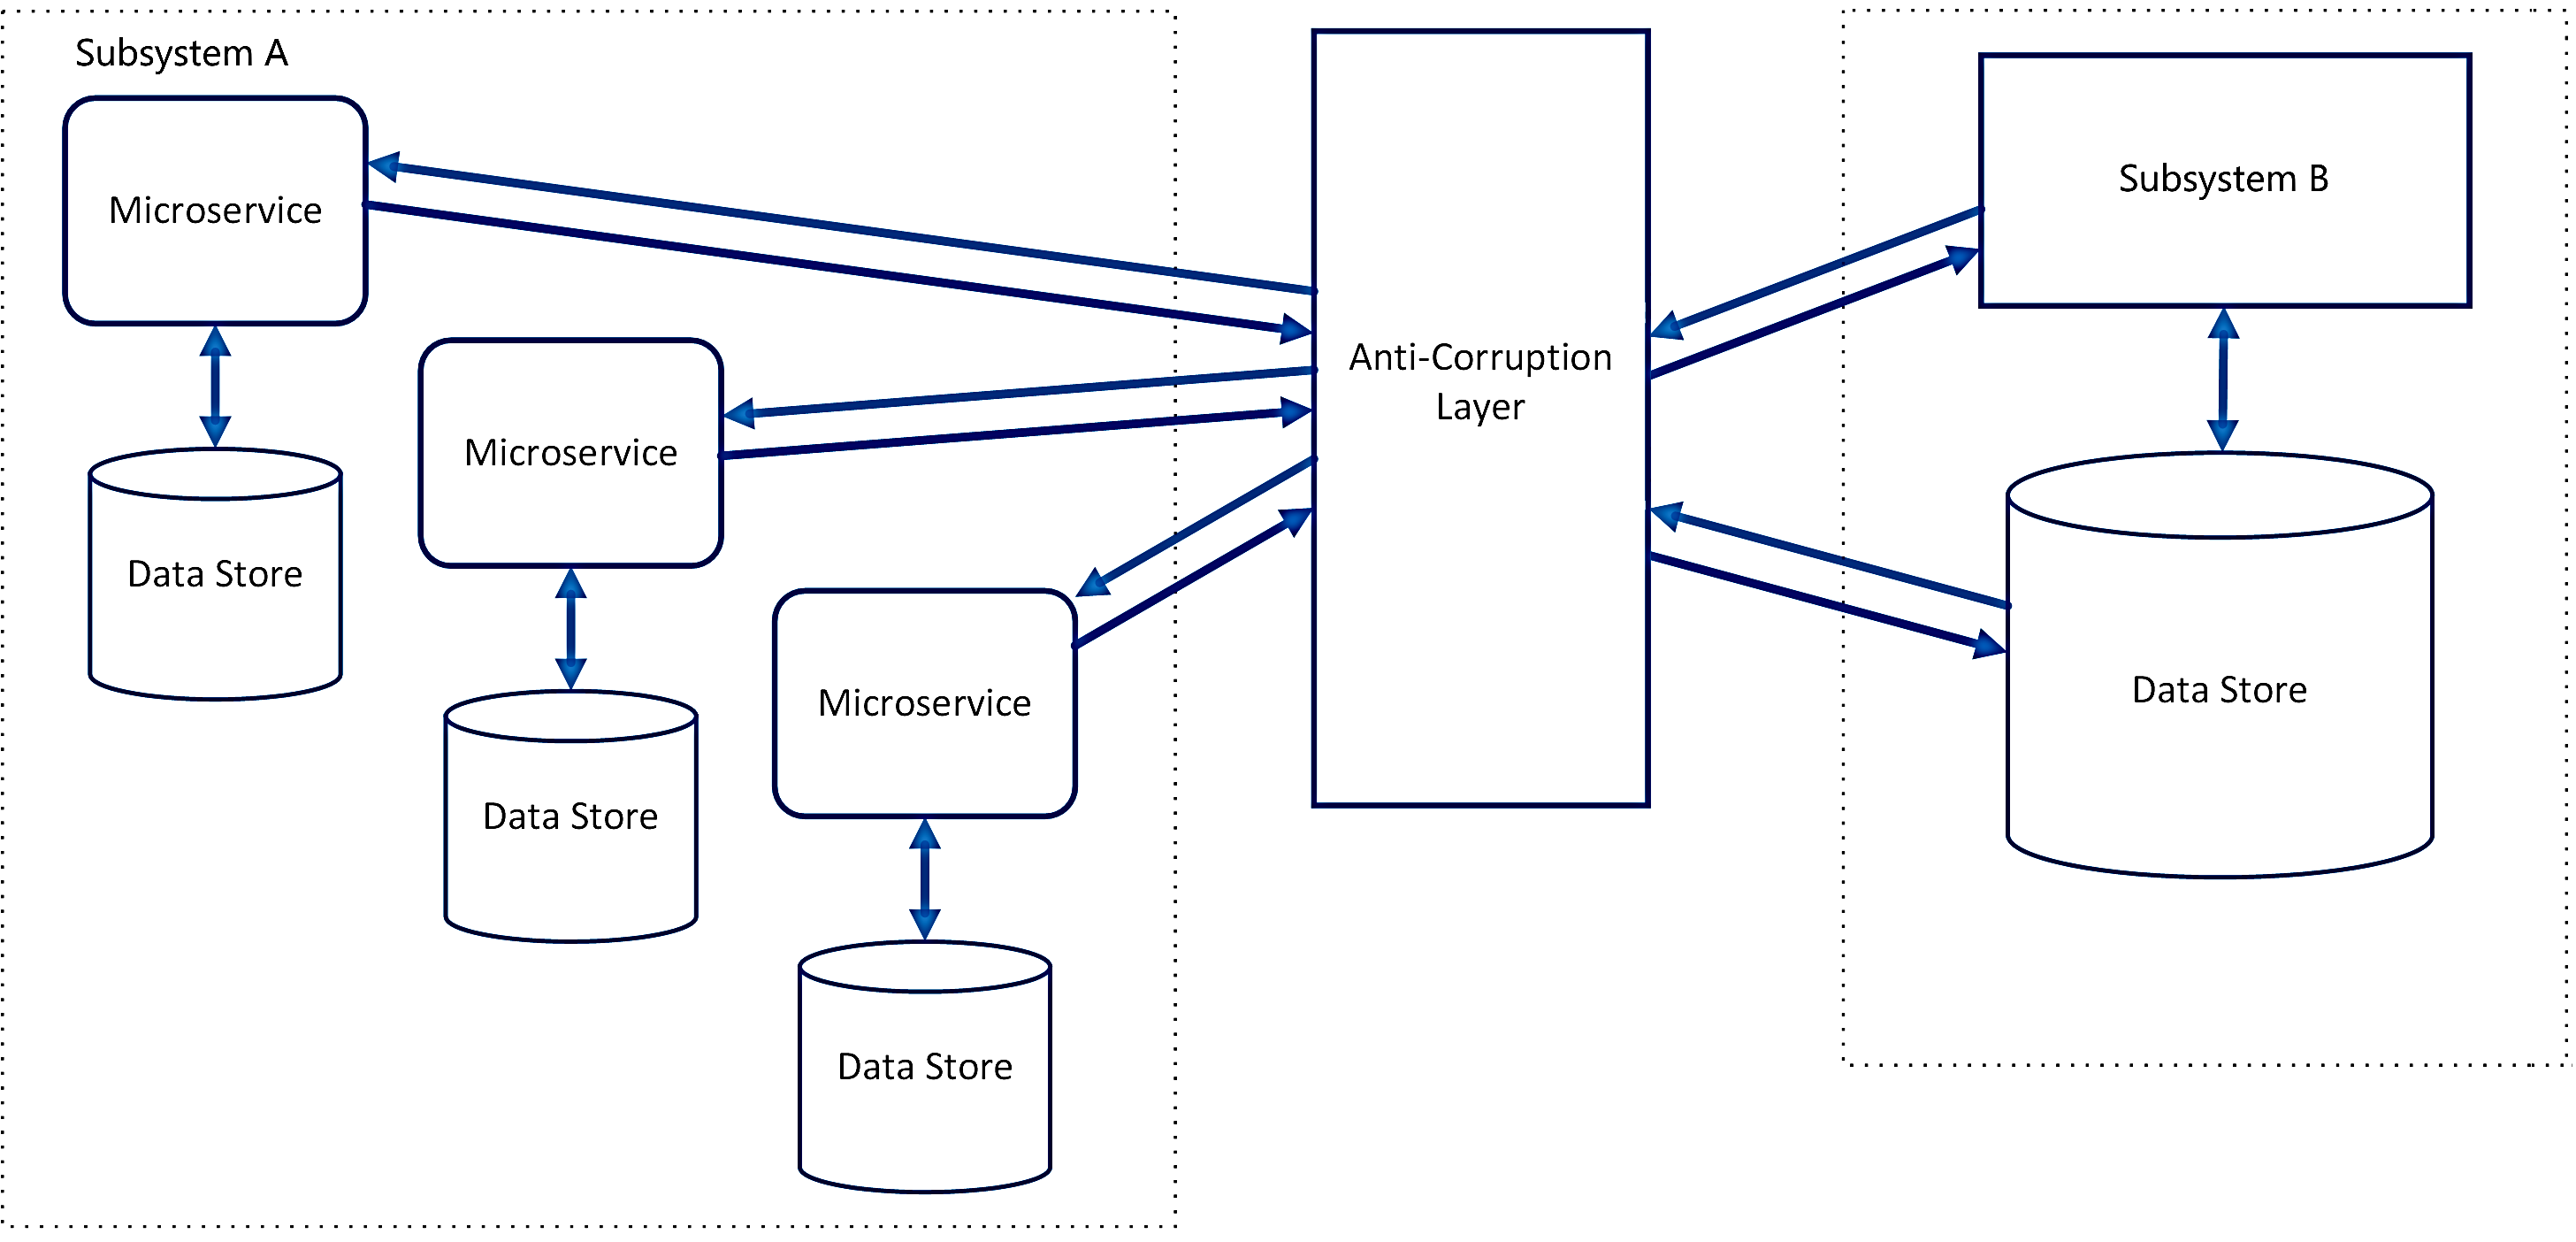 Subsystem A
Microservice
Data Store
Microservice
Data Store
Microservice
Data Store
Anti-Corruption
Layer
Subsystem B
Data Store